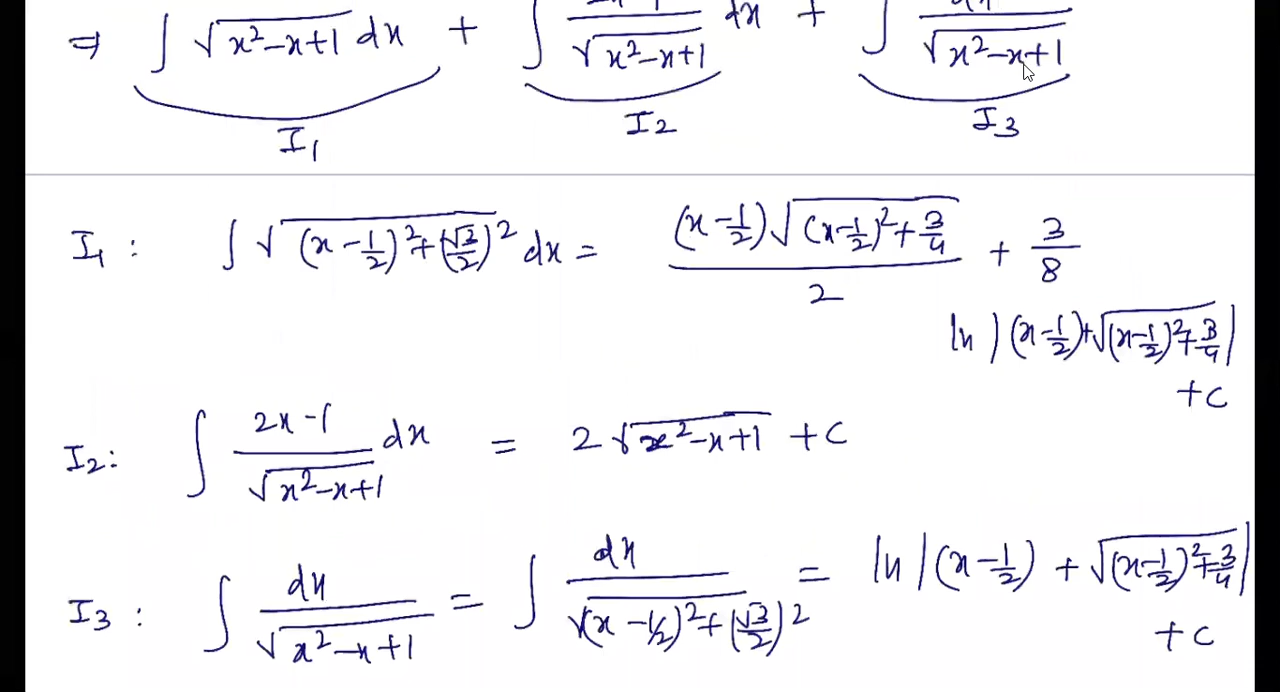 ⇒ ∫ √(x²-x+1) dx + ∫ /√(x²-x+1) dx + ∫ /√(x²-x+1)
I₁ I₂ I₃
I₁ : ∫ √((x-1/2)²+(√3/2)²) dx = (x-1/2)√((x-1/2)²+3/4) / 2 + 3/8
ln |(x-1/2)+√((x-1/2)²+3/4)|
+c
I₂: ∫ (2x-1)/√(x²-x+1) dx = 2√(x²-x+1) +c
I₃ : ∫ dx/√(x²-x+1) = ∫ dx/√((x-1/2)²+(√3/2)²) = ln |(x-1/2) + √((x-1/2)²+3/4)|
+c